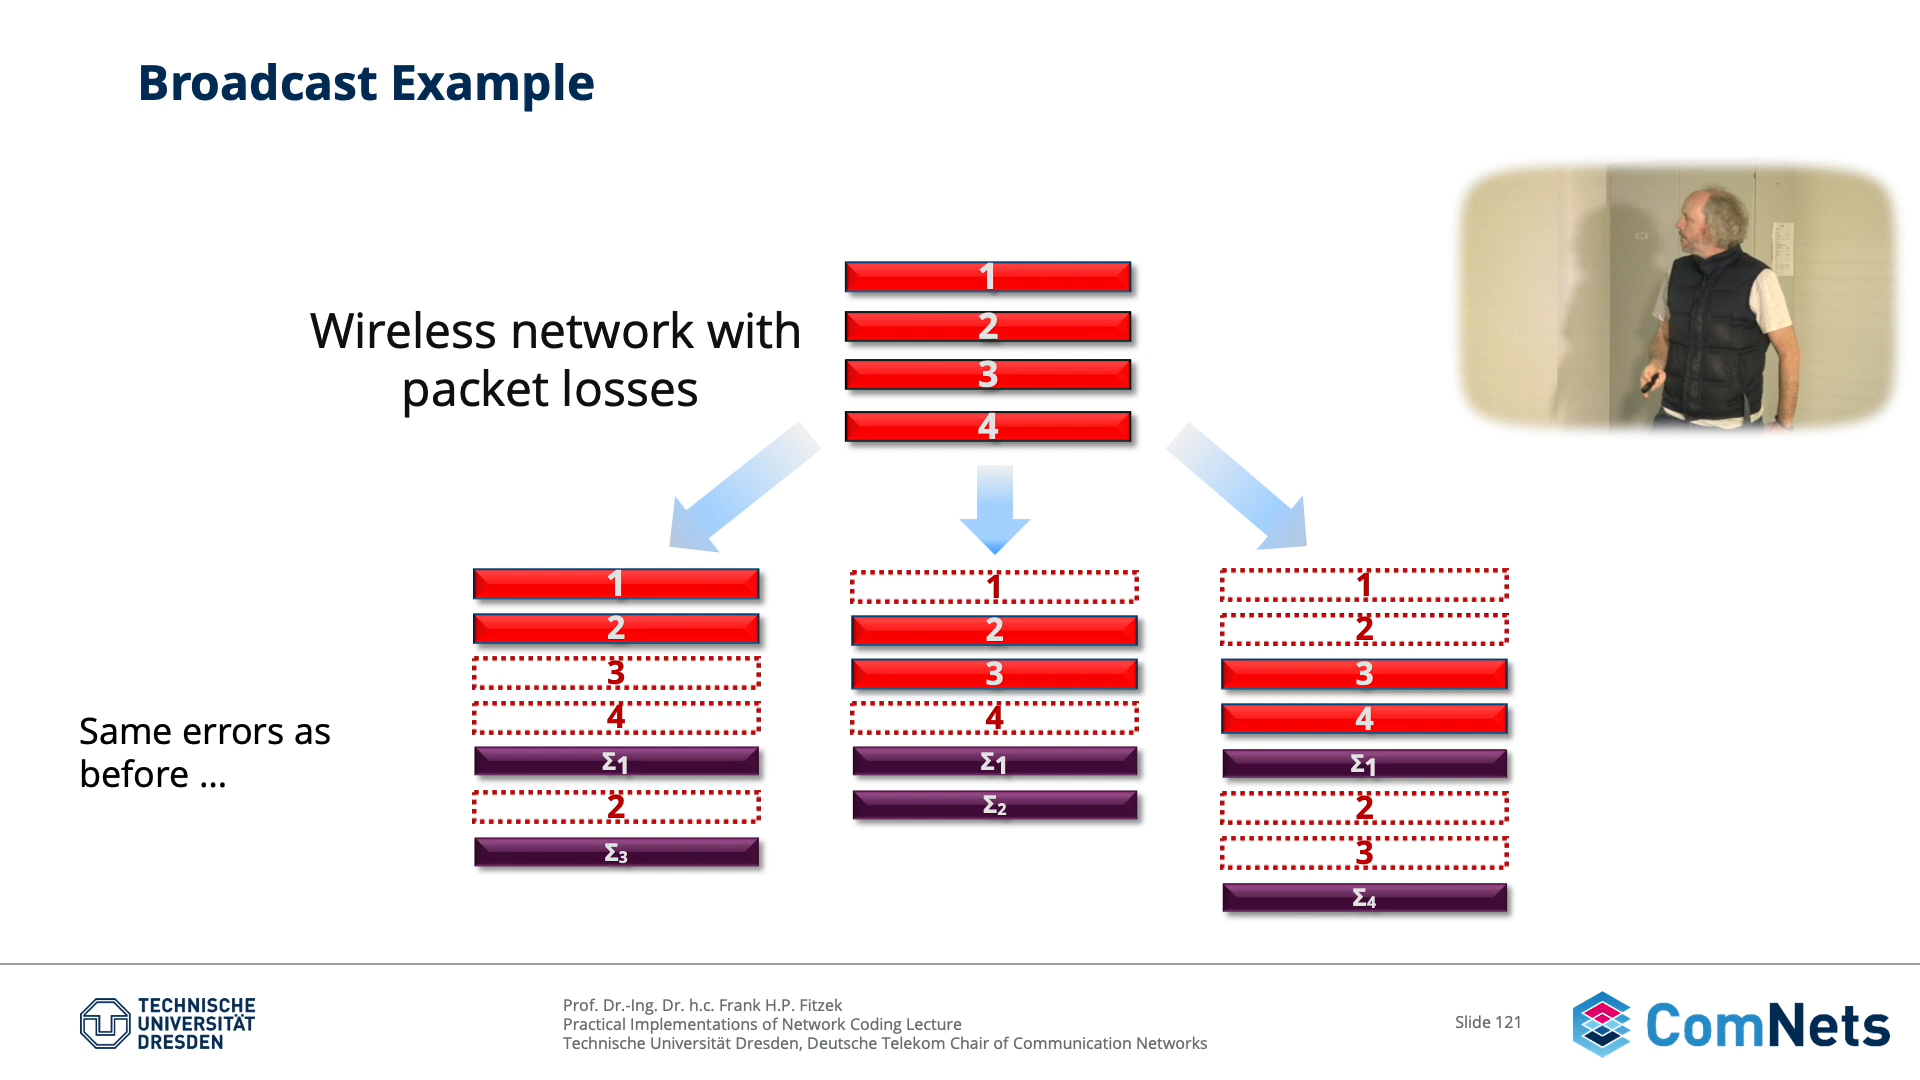 Broadcast Example
Wireless network with
packet losses
1
2
3
4
1
2
3
4
Σ1
2
Σ3
1
2
3
4
Σ1
Σ2
1
2
3
4
Σ1
2
3
Σ4
Same errors as
before ...
TECHNISCHE
UNIVERSITÄT
DRESDEN
Prof. Dr.-Ing. Dr. h.c. Frank H.P. Fitzek
Practical Implementations of Network Coding Lecture
Technische Universität Dresden, Deutsche Telekom Chair of Communication Networks
Slide 121
ComNets